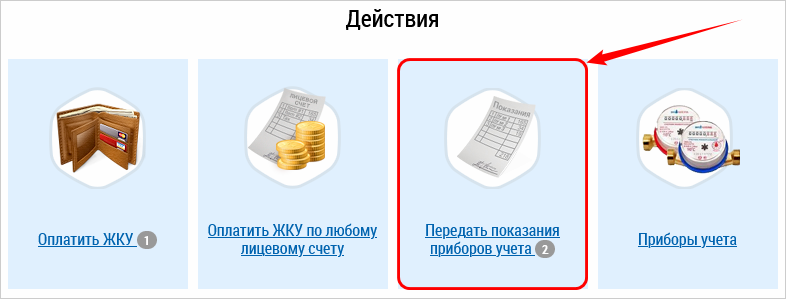 Действия
ЛИЦЕВОЙ
СЧЕТ
Показания
Оплатить ЖКУ 1
Оплатить ЖКУ по любому
лицевому счету
Передать показания
приборов учета 2
Приборы учета